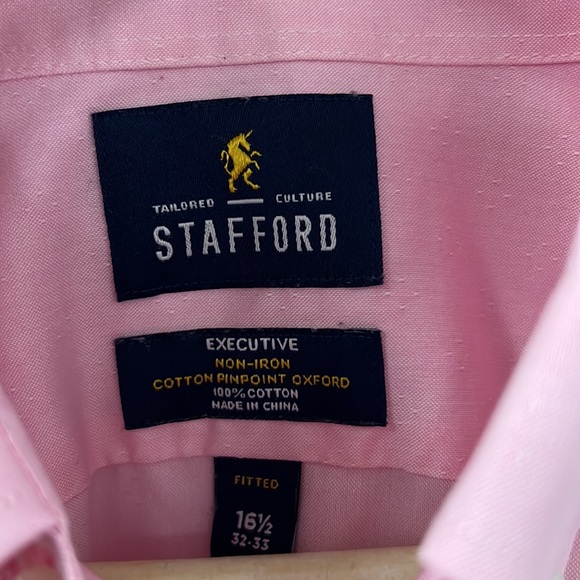 TAILORED — CULTURE
STAFFORD
EXECUTIVE
NON-IRON
COTTON PINPOINT OXFORD
100% COTTON
MADE IN CHINA
FITTED
16½
32-33